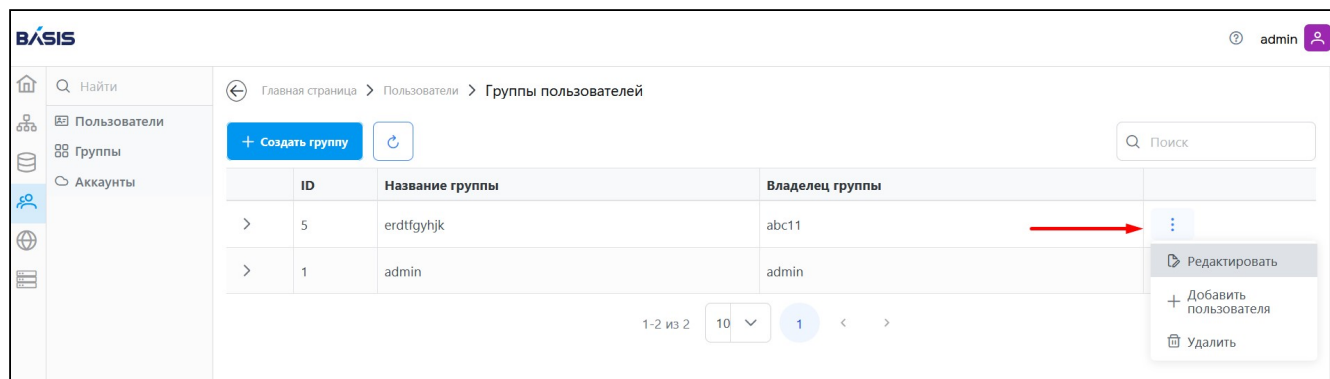 BASIS
admin
Найти
Главная страница > Пользователи > Группы пользователей
Пользователи
Группы
Аккаунты
+ Создать группу
Поиск
ID Название группы Владелец группы
5 erdtfgyhjk abc11
1 admin admin
Редактировать
+ Добавить
пользователя
Удалить
1-2 из 2 10 1 < >